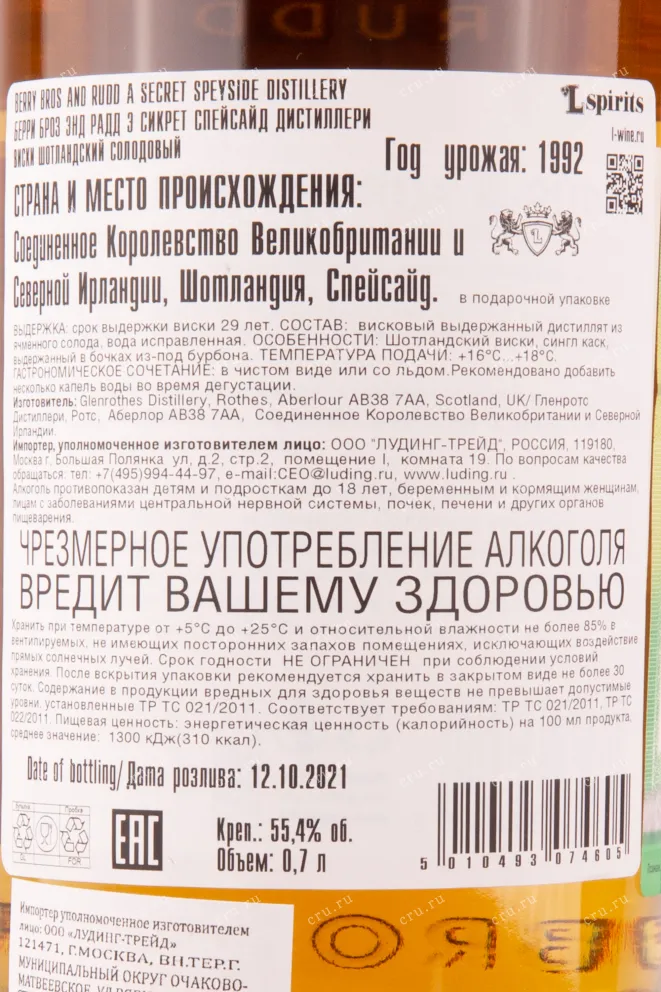 RUDD
BERRY BROS AND RUDD A SECRET SPEYSIDE DISTILLERY
БЕРРИ БРОЗ ЭНД РАДД Э СИКРЕТ СПЕЙСАЙД ДИСТИЛЛЕРИ
ВИСКИ ШОТЛАНДСКИЙ СОЛОДОВЫЙ
L spirits
l-wine.ru
Год урожая: 1992
СТРАНА И МЕСТО ПРОИСХОЖДЕНИЯ:
Соединенное Королевство Великобритании и
Северной Ирландии, Шотландия, Спейсайд.
в подарочной упаковке
ВЫДЕРЖКА: срок выдержки виски 29 лет. СОСТАВ: висковый выдержанный дистиллят из
ячменного солода, вода исправленная. ОСОБЕННОСТИ: Шотландский виски, сингл каск,
выдержанный в бочках из-под бурбона. ТЕМПЕРАТУРА ПОДАЧИ: +16°С...+18°С.
ГАСТРОНОМИЧЕСКОЕ СОЧЕТАНИЕ: в чистом виде или со льдом.Рекомендовано добавить
несколько капель воды во время дегустации.
Изготовитель: Glenrothes Distillery, Rothes, Aberlour AB38 7AA, Scotland, UK/ Гленротс
Дистиллери, Ротс, Аберлор AB38 7AA, Соединенное Королевство Великобритании и Северной
Ирландии.
Импортер, уполномоченное изготовителем лицо: ООО "ЛУДИНГ-ТРЕЙД", РОССИЯ, 119180,
Москва г, Большая Полянка ул, д.2, стр.2, помещение I, комната 19. По вопросам качества
обращаться: тел: +7(495)994-44-97, e-mail:CEO@luding.ru, www.luding.ru .
Алкоголь противопоказан детям и подросткам до 18 лет, беременным и кормящим женщинам,
лицам с заболеваниями центральной нервной системы, почек, печени и других органов
пищеварения.
ЧРЕЗМЕРНОЕ УПОТРЕБЛЕНИЕ АЛКОГОЛЯ
ВРЕДИТ ВАШЕМУ ЗДОРОВЬЮ
Хранить при температуре от +5°С до +25°С и относительной влажности не более 85% в
вентилируемых, не имеющих посторонних запахов помещениях, исключающих воздействие
прямых солнечных лучей. Срок годности НЕ ОГРАНИЧЕН при соблюдении условий
хранения. После вскрытия упаковки рекомендуется хранить в закрытом виде не более 30
суток. Содержание в продукции вредных для здоровья веществ не превышает допустимые
уровни, установленные ТР ТС 021/2011. Соответствует требованиям: ТР ТС 021/2011, ТР ТС
022/2011. Пищевая ценность: энергетическая ценность (калорийность) на 100 мл продукта,
среднее значение: 1300 кДж(310 ккал).
Date of bottling/Дата розлива: 12.10.2021
Бутылка
Пробка
GL
FOR
EAC
Креп.: 55,4% об.
Объем: 0,7 л
5 010493 074605
Импортер уполномоченное изготовителем
лицо: ООО «ЛУДИНГ-ТРЕЙД»
121471, Г.МОСКВА, ВН.ТЕР.Г.
МУНИЦИПАЛЬНЫЙ ОКРУГ ОЧАКОВО-
cru.ru